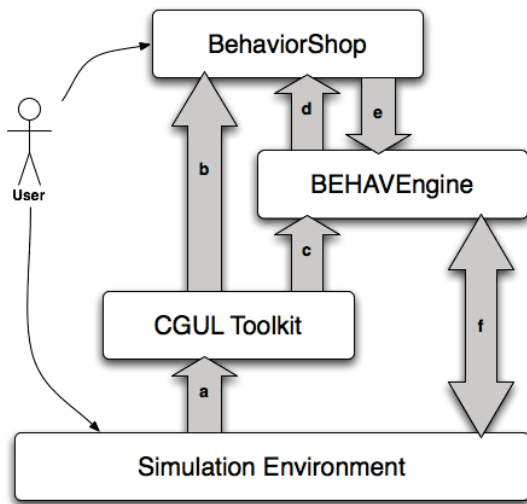 BehaviorShop
d
e
b
User
BEHAVEngine
c
CGUL Toolkit
f
a
Simulation Environment